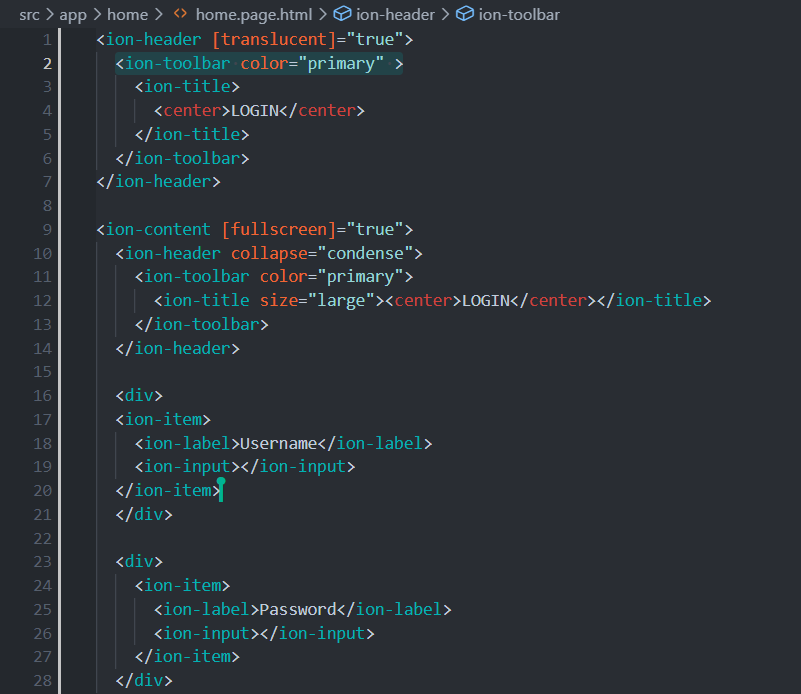 src > app > home > <> home.page.html > ion-header > ion-toolbar
1 <ion-header [translucent]="true">
2 <ion-toolbar color="primary" >
3 <ion-title>
4 <center>LOGIN</center>
5 </ion-title>
6 </ion-toolbar>
7 </ion-header>
8
9 <ion-content [fullscreen]="true">
10 <ion-header collapse="condense">
11 <ion-toolbar color="primary">
12 <ion-title size="large"><center>LOGIN</center></ion-title>
13 </ion-toolbar>
14 </ion-header>
15
16 <div>
17 <ion-item>
18 <ion-label>Username</ion-label>
19 <ion-input></ion-input>
20 </ion-item>
21 </div>
22
23 <div>
24 <ion-item>
25 <ion-label>Password</ion-label>
26 <ion-input></ion-input>
27 </ion-item>
28 </div>